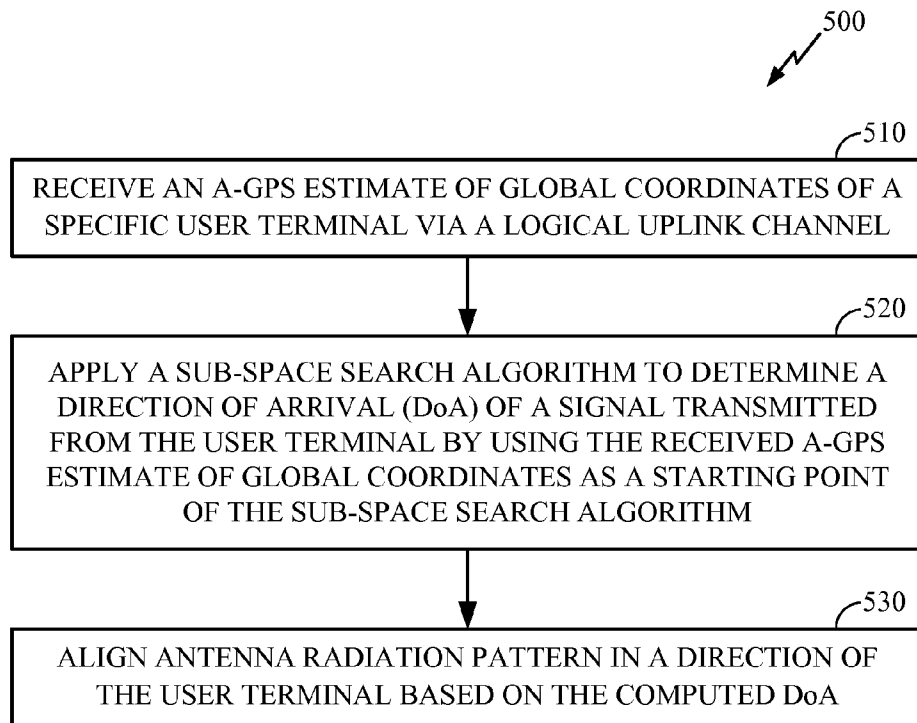 500
510
RECEIVE AN A-GPS ESTIMATE OF GLOBAL COORDINATES OF A
SPECIFIC USER TERMINAL VIA A LOGICAL UPLINK CHANNEL
520
APPLY A SUB-SPACE SEARCH ALGORITHM TO DETERMINE A
DIRECTION OF ARRIVAL (DoA) OF A SIGNAL TRANSMITTED
FROM THE USER TERMINAL BY USING THE RECEIVED A-GPS
ESTIMATE OF GLOBAL COORDINATES AS A STARTING POINT
OF THE SUB-SPACE SEARCH ALGORITHM
530
ALIGN ANTENNA RADIATION PATTERN IN A DIRECTION OF
THE USER TERMINAL BASED ON THE COMPUTED DoA